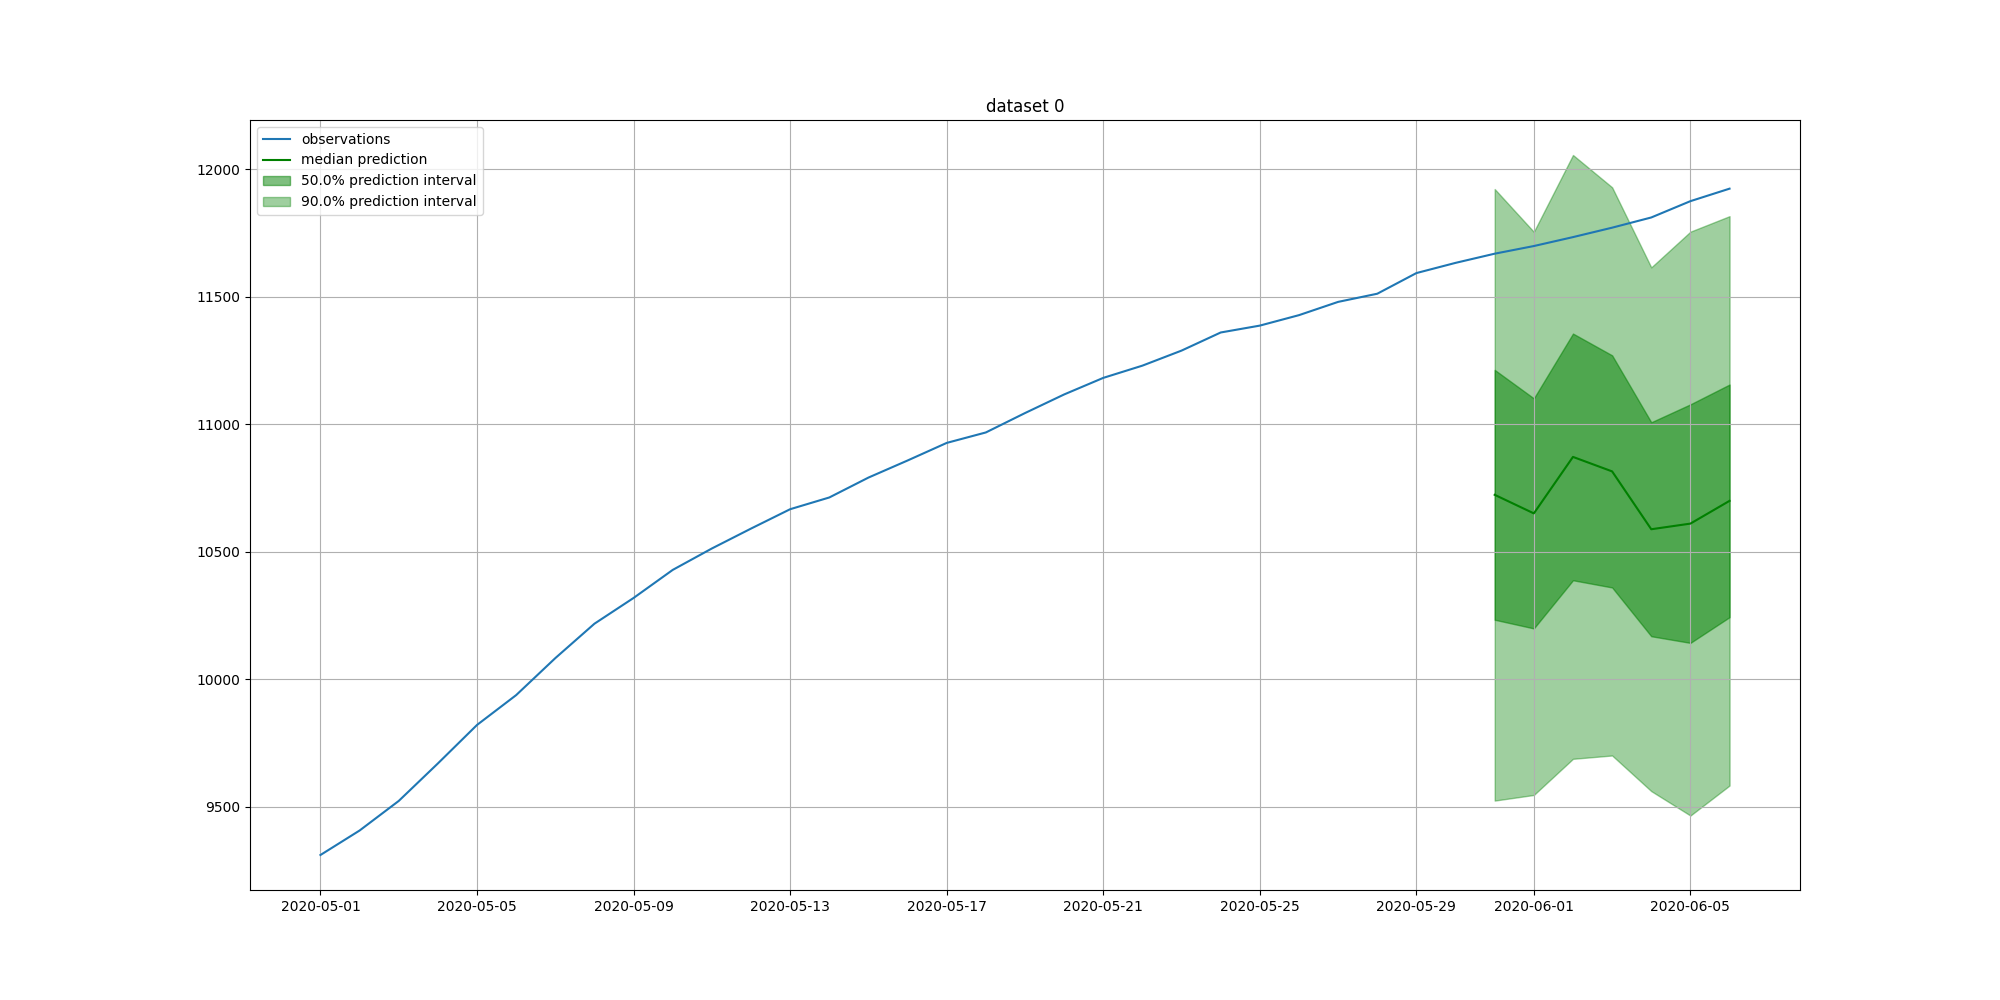 dataset 0
observations
median prediction
50.0% prediction interval
90.0% prediction interval
12000
11500
11000
10500
10000
9500
2020-05-01 2020-05-05 2020-05-09 2020-05-13 2020-05-17 2020-05-21 2020-05-25 2020-05-29 2020-06-01 2020-06-05